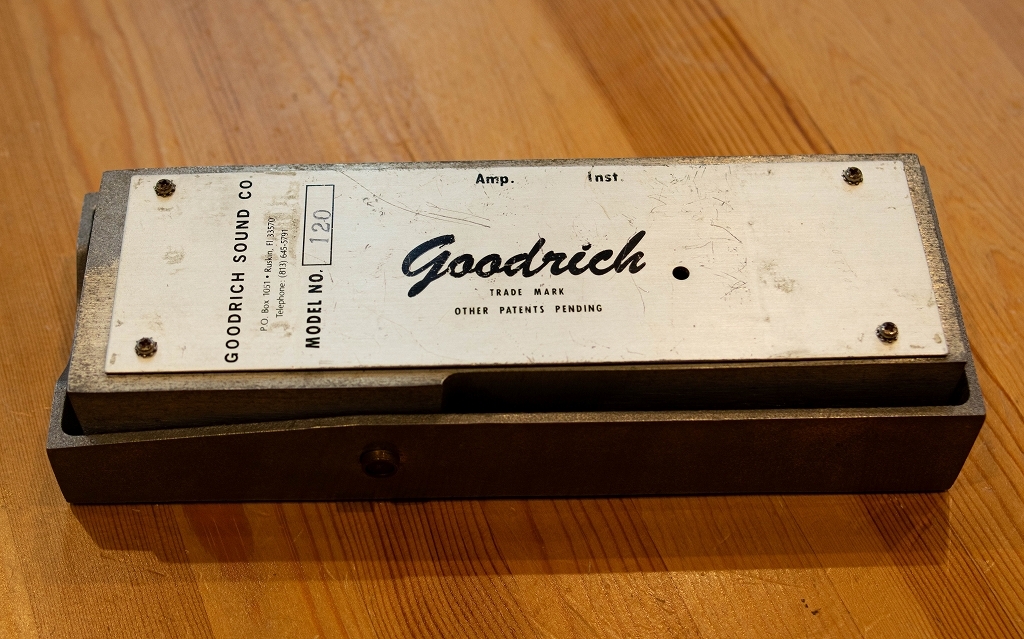 Amp. Inst.
GOODRICH SOUND CO
P.O. Box 1051 • Ruskin, Fl 33570
Telephone: (813) 645-5791
MODEL NO. 120
Goodrich
TRADE MARK
OTHER PATENTS PENDING